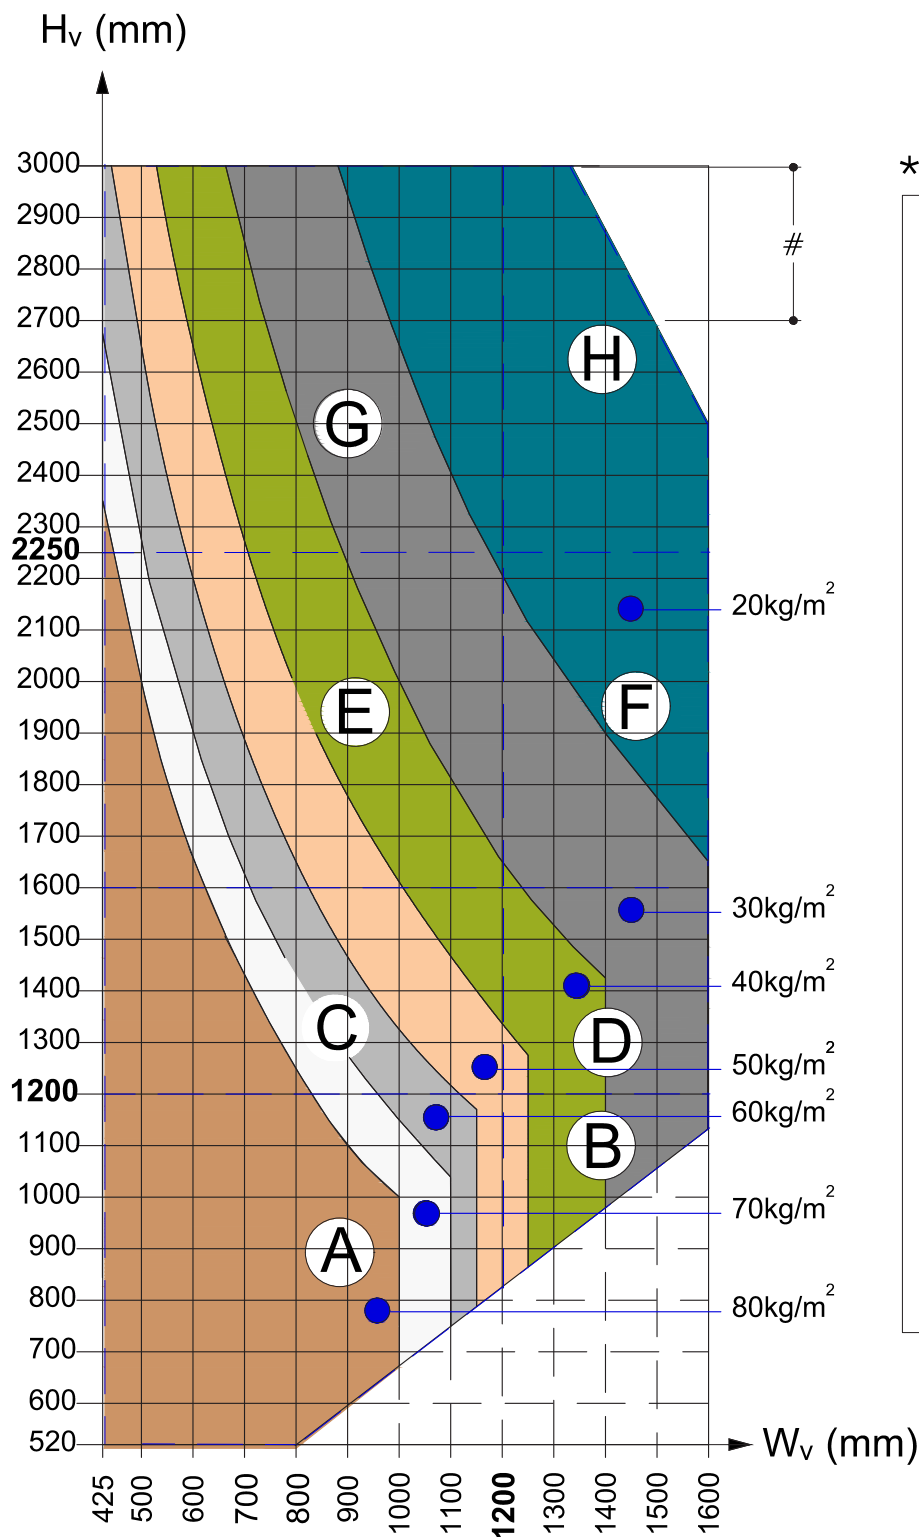 Hv (mm)
3000
*
2900
#
2800
2700
H
2600
G
2500
2400
2300
2250
2200
20kg/m²
2100
2000
E
F
1900
1800
1700
1600
30kg/m²
1500
40kg/m²
1400
C
D
1300
50kg/m²
1200
60kg/m²
B
1100
1000
70kg/m²
A
900
800
80kg/m²
700
600
520
Wv (mm)
425 500 600 700 800 900 1000 1100 1200 1300 1400 1500 1600